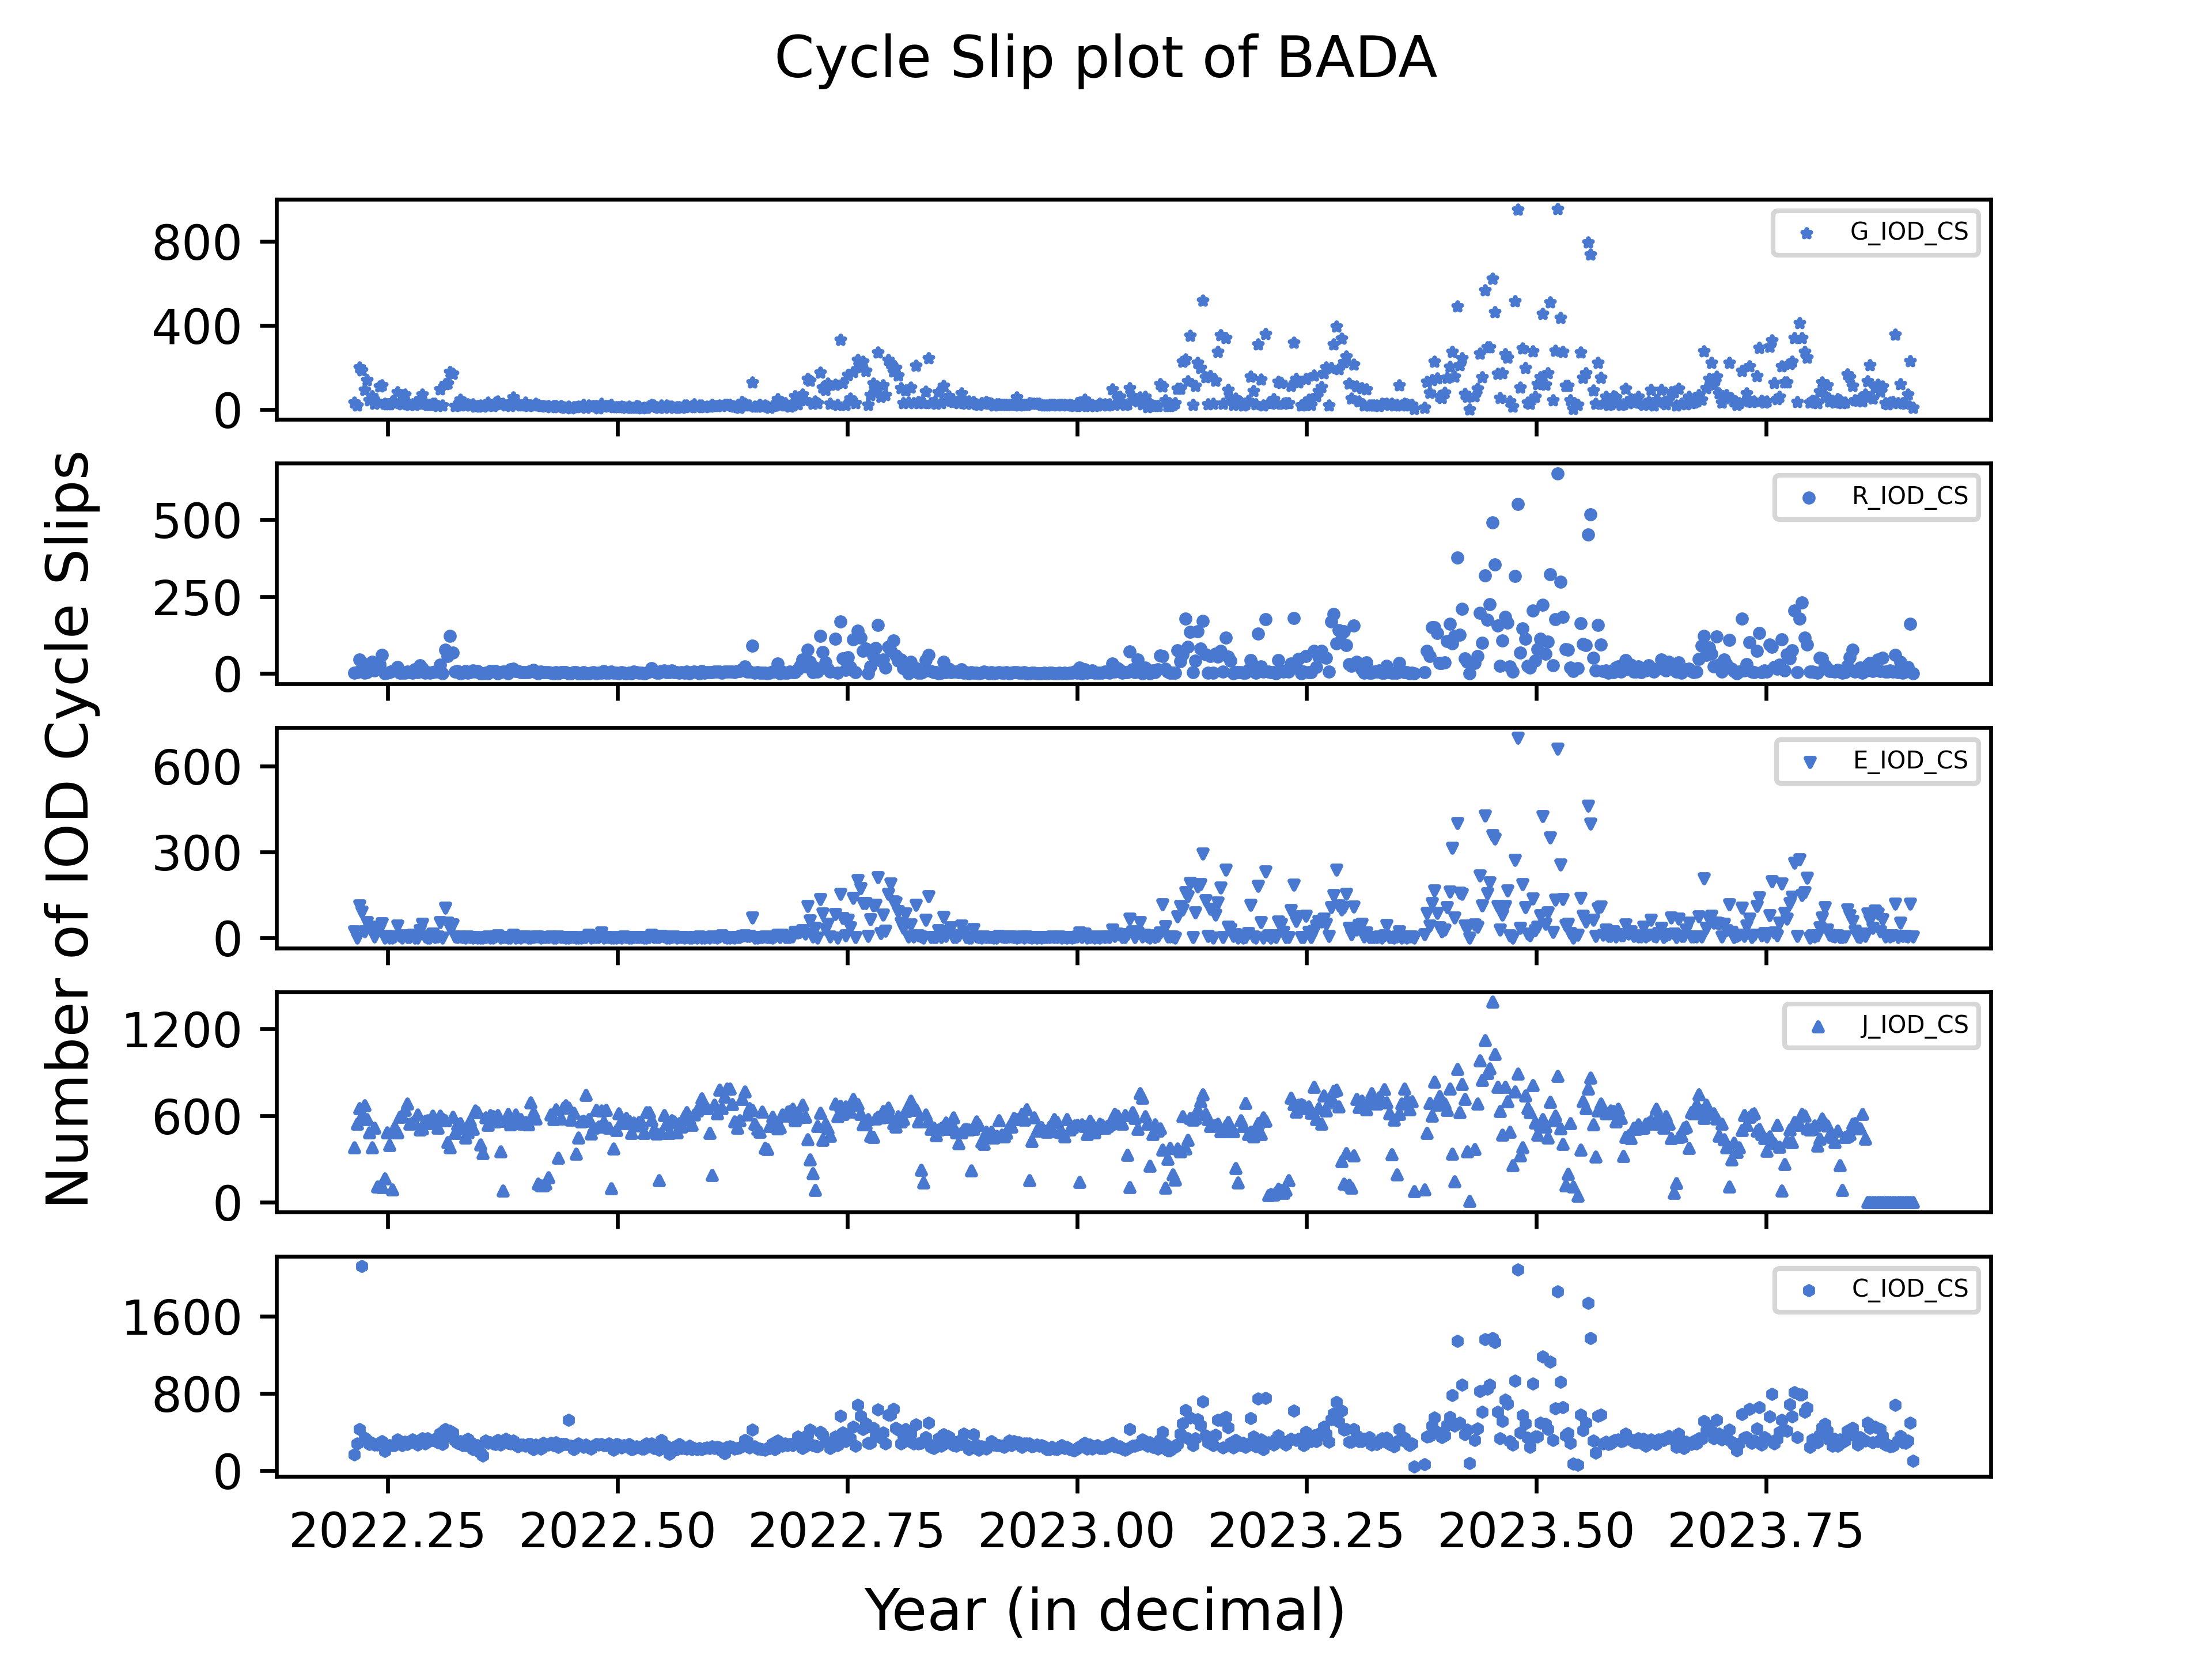 Cycle Slip plot of BADA
Number of IOD Cycle Slips
800
400
0
G_IOD_CS
500
250
0
R_IOD_CS
600
300
0
E_IOD_CS
1200
600
0
J_IOD_CS
1600
800
0
C_IOD_CS
2022.25 2022.50 2022.75 2023.00 2023.25 2023.50 2023.75
Year (in decimal)